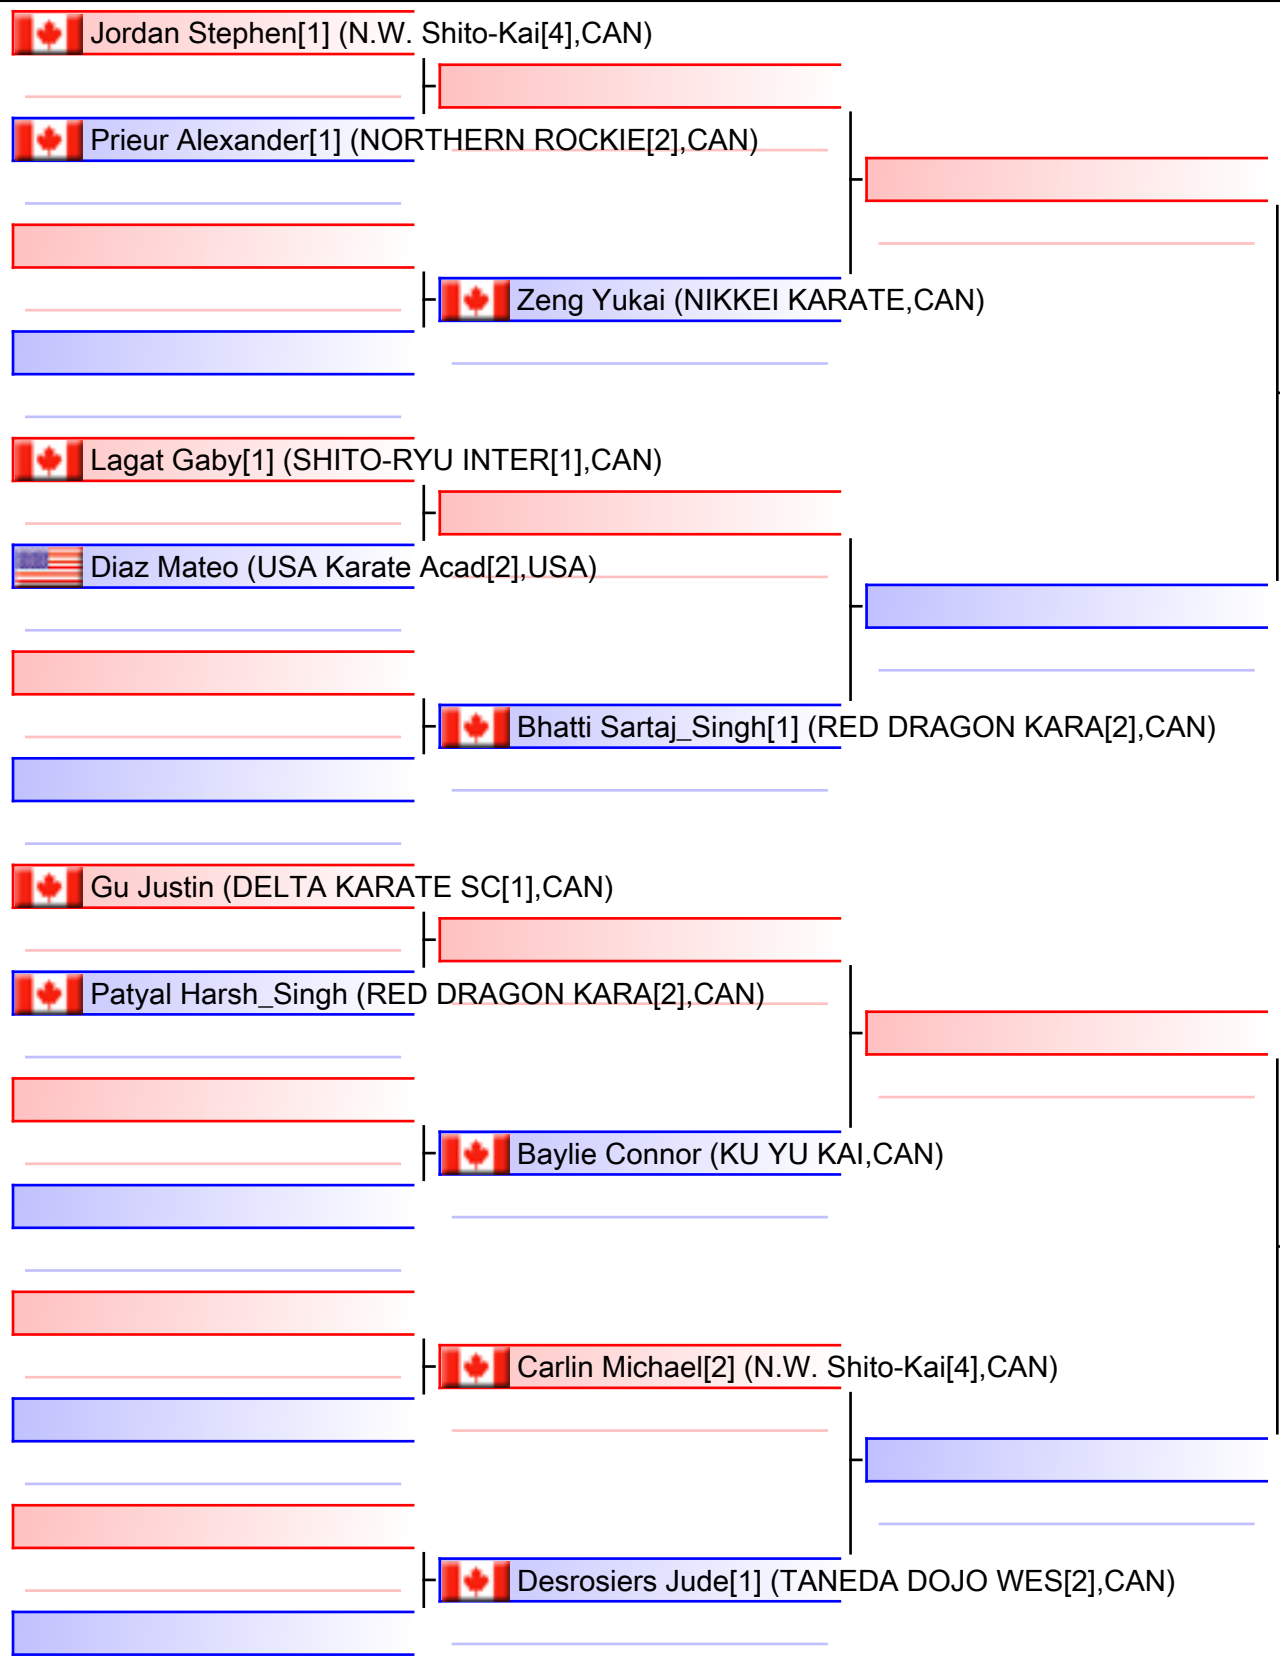 Jordan Stephen[1] (N.W. Shito-Kai[4],CAN)
Prieur Alexander[1] (NORTHERN ROCKIE[2],CAN)
Zeng Yukai (NIKKEI KARATE,CAN)
Lagat Gaby[1] (SHITO-RYU INTER[1],CAN)
Diaz Mateo (USA Karate Acad[2],USA)
Bhatti Sartaj_Singh[1] (RED DRAGON KARA[2],CAN)
Gu Justin (DELTA KARATE SC[1],CAN)
Patyal Harsh_Singh (RED DRAGON KARA[2],CAN)
Baylie Connor (KU YU KAI,CAN)
Carlin Michael[2] (N.W. Shito-Kai[4],CAN)
Desrosiers Jude[1] (TANEDA DOJO WES[2],CAN)